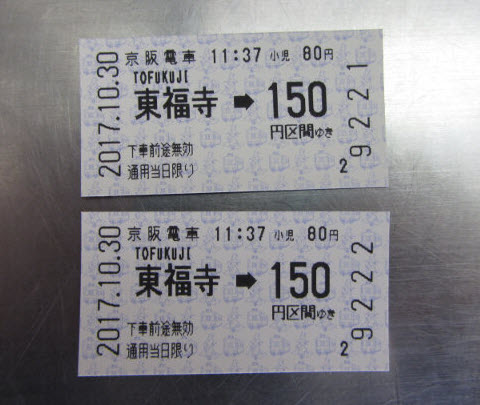 2017.10.30
京阪電車 11:37 小児 80円
TOFUKUJI
東福寺 ➡ 150
円区間ゆき
下車前途無効
通用当日限り
2
9221
2017.10.30
京阪電車 11:37 小児 80円
TOFUKUJI
東福寺 ➡ 150
円区間ゆき
下車前途無効
通用当日限り
2
9222